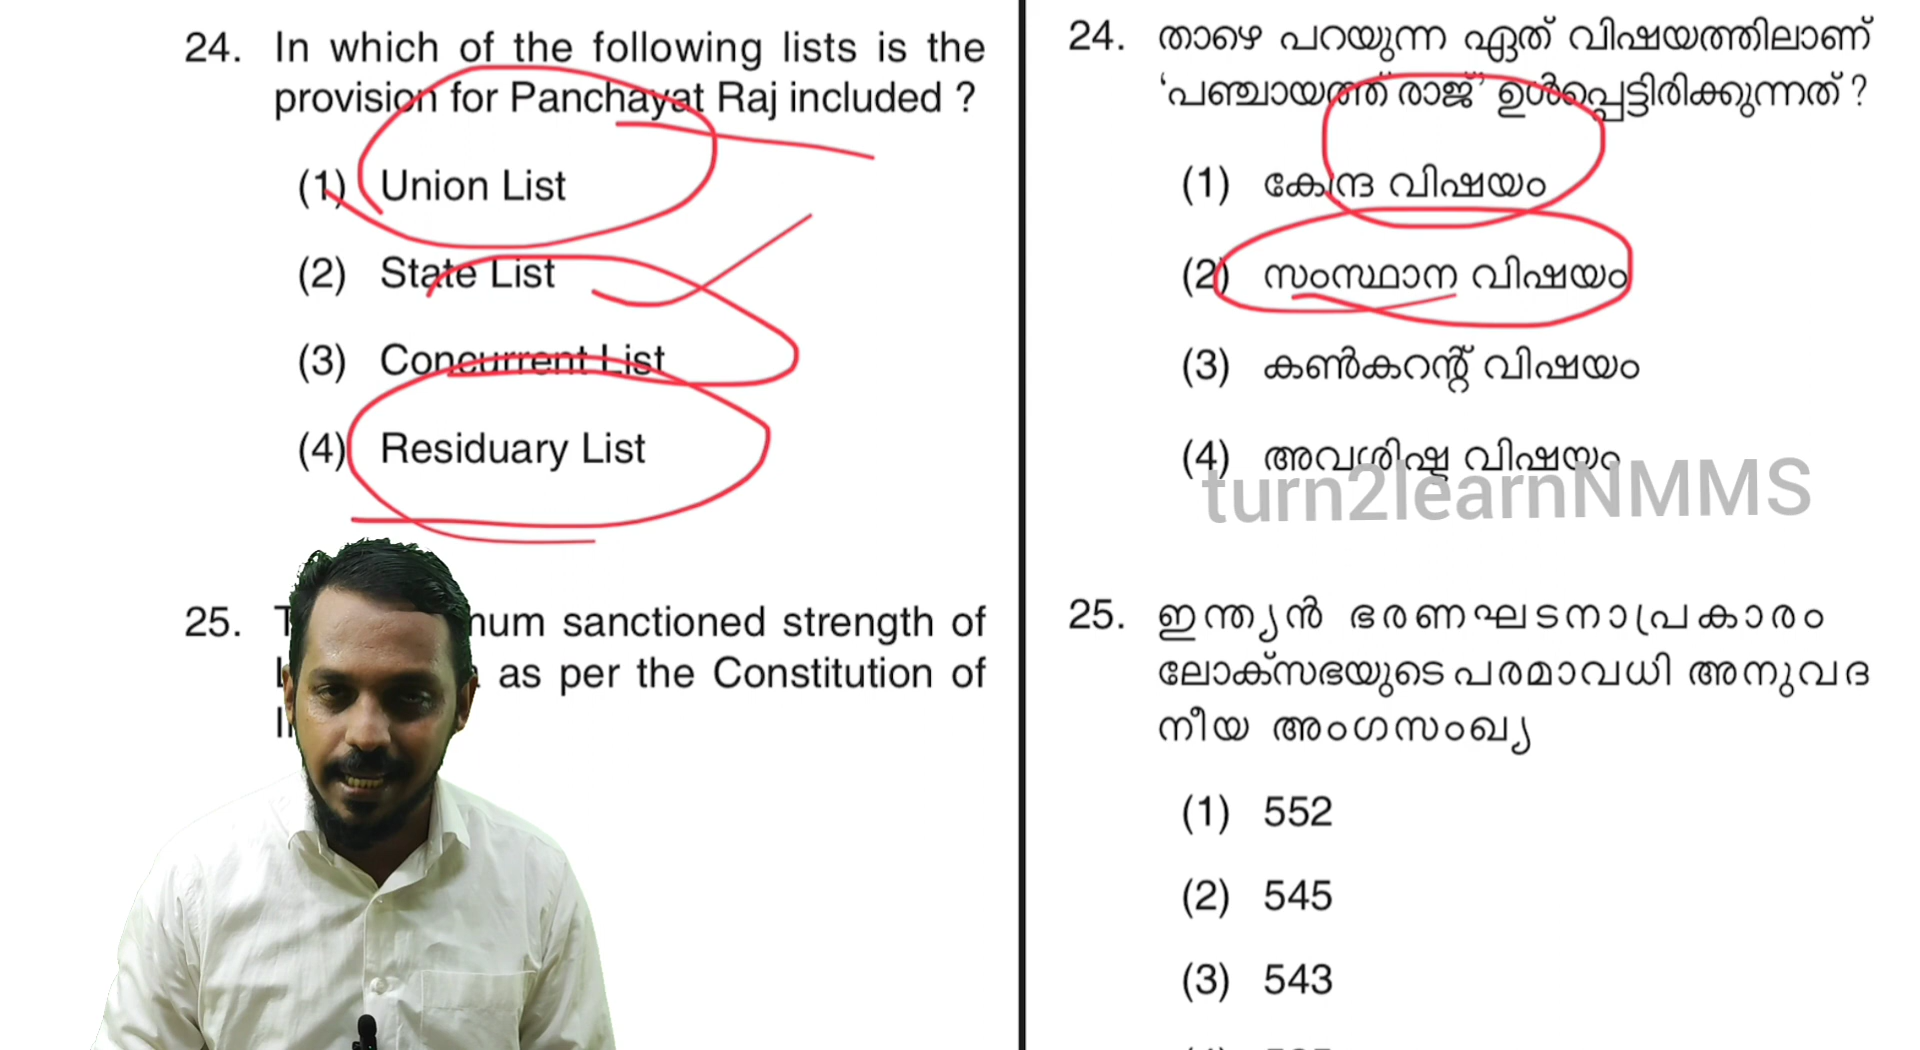 24. In which of the following lists is the
provision for Panchayat Raj included ?
(1) Union List
(2) State List
(3) Concurrent List
(4) Residuary List
25. sanctioned strength of
as per the Constitution of
24. താഴെ പറയുന്ന ഏത് വിഷയത്തിലാണ്
‘പഞ്ചായത്ത് രാജ്’ ഉൾപ്പെട്ടിരിക്കുന്നത് ?
(1) കേന്ദ്ര വിഷയം
(2) സംസ്ഥാന വിഷയം
(3) കൺകറന്റ് വിഷയം
(4) അവശിഷ്ട വിഷയം
turn2learnNMMS
25. ഇന്ത്യൻ ഭരണഘടനാപ്രകാരം
ലോക്സഭയുടെ പരമാവധി അനുവദ
നീയ അംഗസംഖ്യ
(1) 552
(2) 545
(3) 543